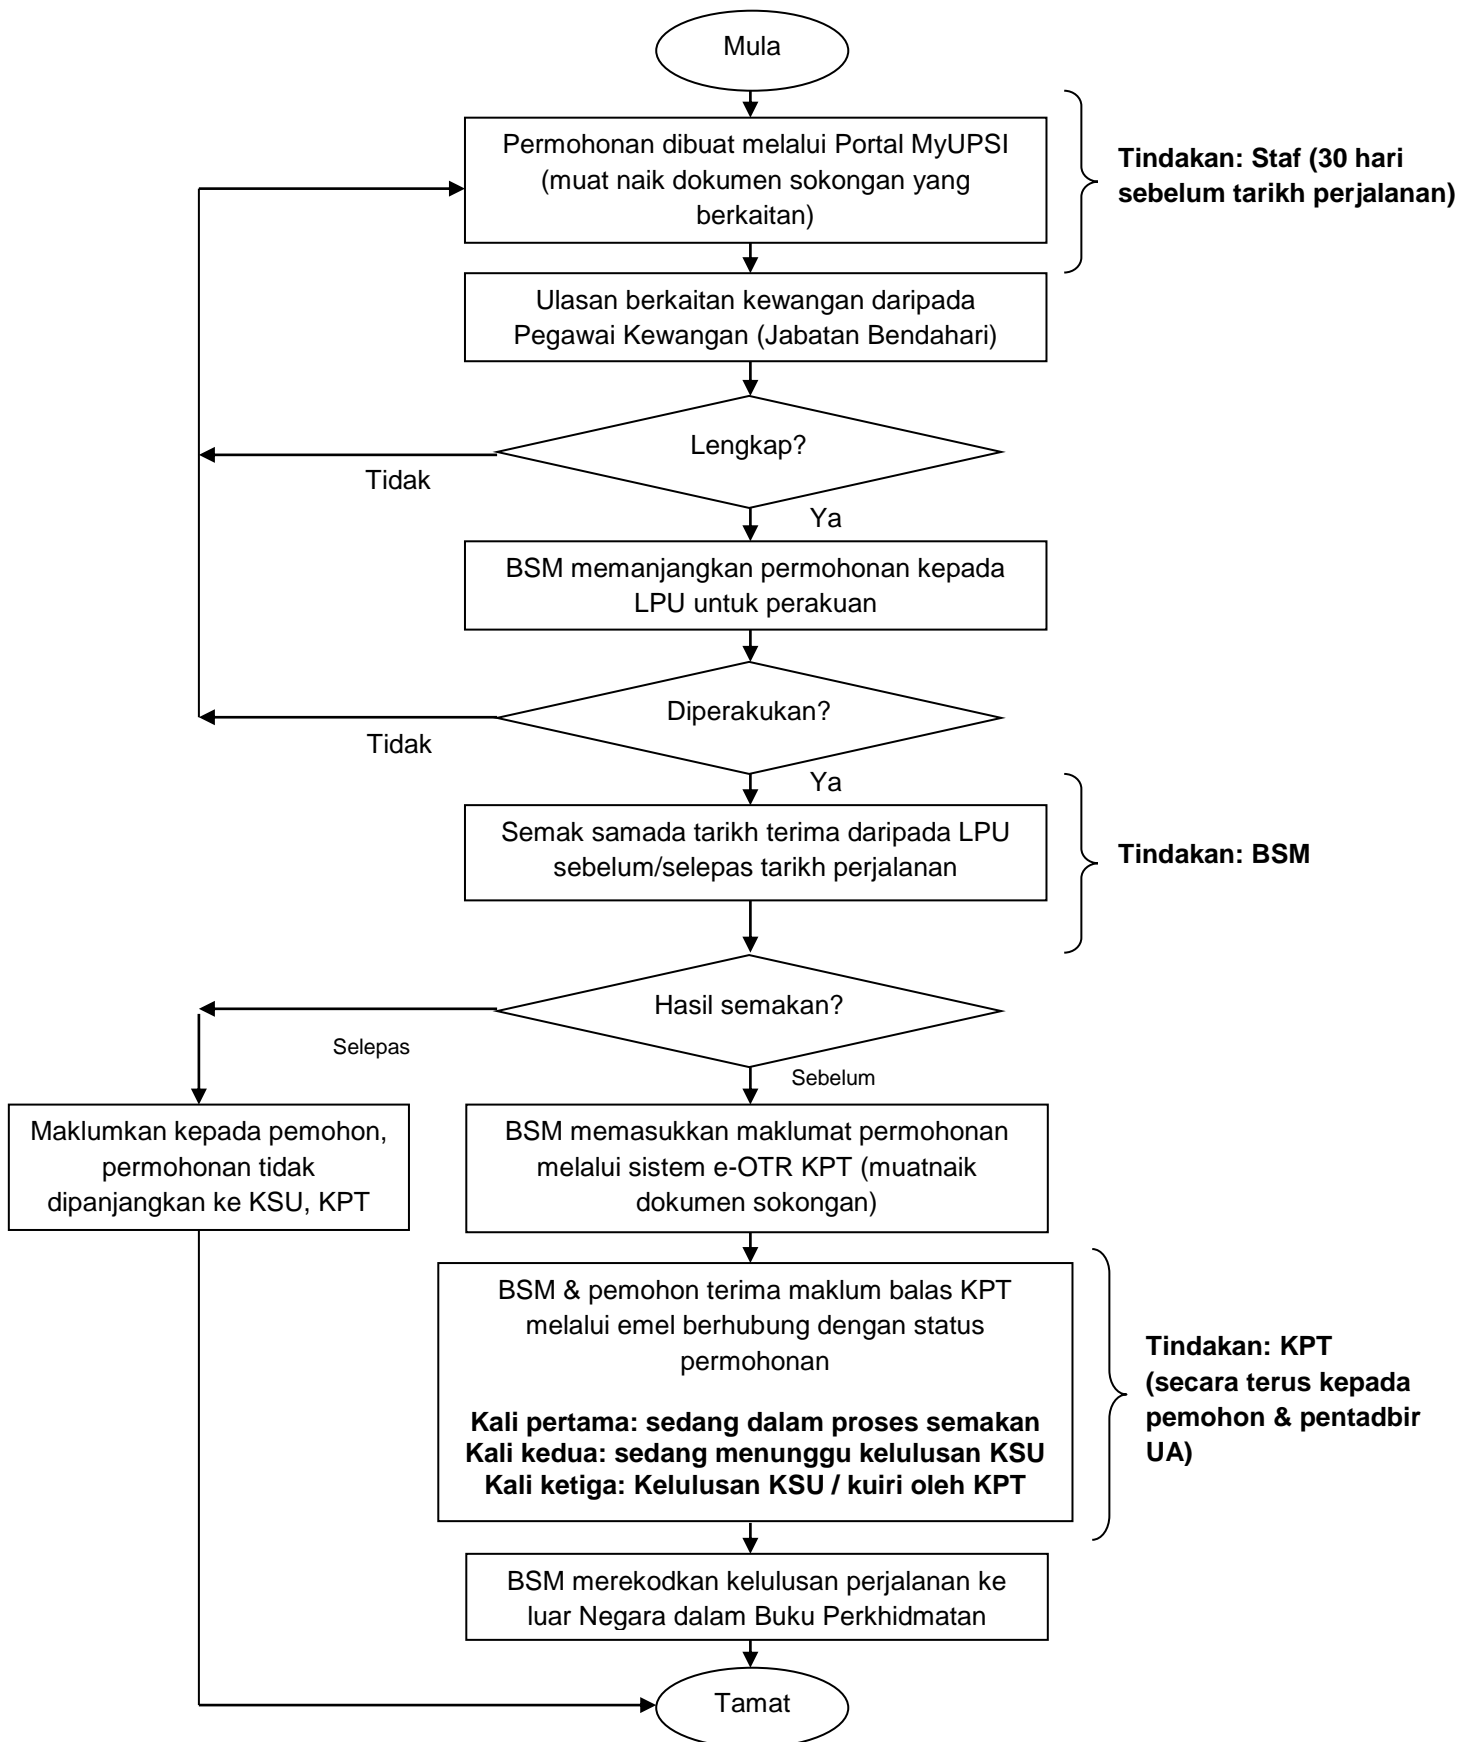 Mula
Permohonan dibuat melalui Portal MyUPSI
(muat naik dokumen sokongan yang
berkaitan)
Tindakan: Staf (30 hari
sebelum tarikh perjalanan)
Ulasan berkaitan kewangan daripada
Pegawai Kewangan (Jabatan Bendahari)
Lengkap?
Tidak
Ya
BSM memanjangkan permohonan kepada
LPU untuk perakuan
Diperakukan?
Tidak
Ya
Semak samada tarikh terima daripada LPU
sebelum/selepas tarikh perjalanan
Tindakan: BSM
Hasil semakan?
Selepas
Sebelum
Maklumkan kepada pemohon,
permohonan tidak
dipanjangkan ke KSU, KPT
BSM memasukkan maklumat permohonan
melalui sistem e-OTR KPT (muatnaik
dokumen sokongan)
BSM & pemohon terima maklum balas KPT
melalui emel berhubung dengan status
permohonan
Kali pertama: sedang dalam proses semakan
Kali kedua: sedang menunggu kelulusan KSU
Kali ketiga: Kelulusan KSU / kuiri oleh KPT
Tindakan: KPT
(secara terus kepada
pemohon & pentadbir
UA)
BSM merekodkan kelulusan perjalanan ke
luar Negara dalam Buku Perkhidmatan
Tamat